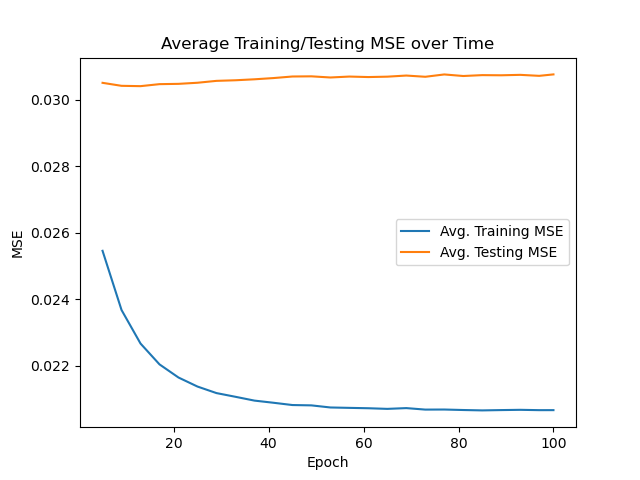 Average Training/Testing MSE over Time
0.030
0.028
0.026
0.024
0.022
MSE
Avg. Training MSE
Avg. Testing MSE
20
40
60
80
100
Epoch